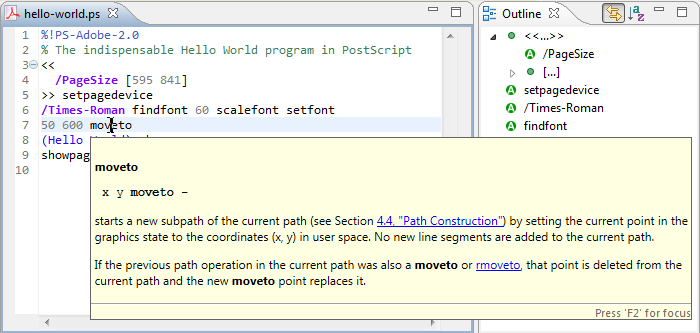 hello-world.ps
Outline
1 %!PS-Adobe-2.0
2 % The indispensable Hello World program in PostScript
3 <<
4 /PageSize [595 841]
5 >> setpagedevice
6 /Times-Roman findfont 60 scalefont setfont
7 50 600 moveto
8 (Hello
9 showpag
10
<<...>>
/PageSize
[...]
setpagedevice
/Times-Roman
findfont
moveto
x y moveto –
starts a new subpath of the current path (see Section 4.4, "Path Construction") by setting the current point in the
graphics state to the coordinates (x, y) in user space. No new line segments are added to the current path.
If the previous path operation in the current path was also a moveto or rmoveto, that point is deleted from the
current path and the new moveto point replaces it.
Press 'F2' for focus